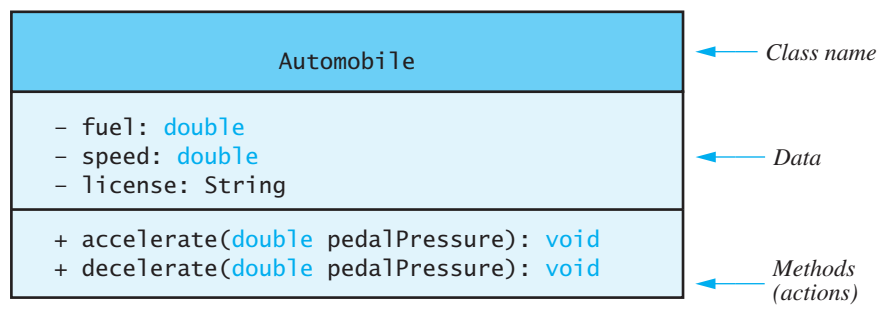 Automobile
Class name
– fuel: double
– speed: double
– license: String
Data
+ accelerate(double pedalPressure): void
+ decelerate(double pedalPressure): void
Methods
(actions)